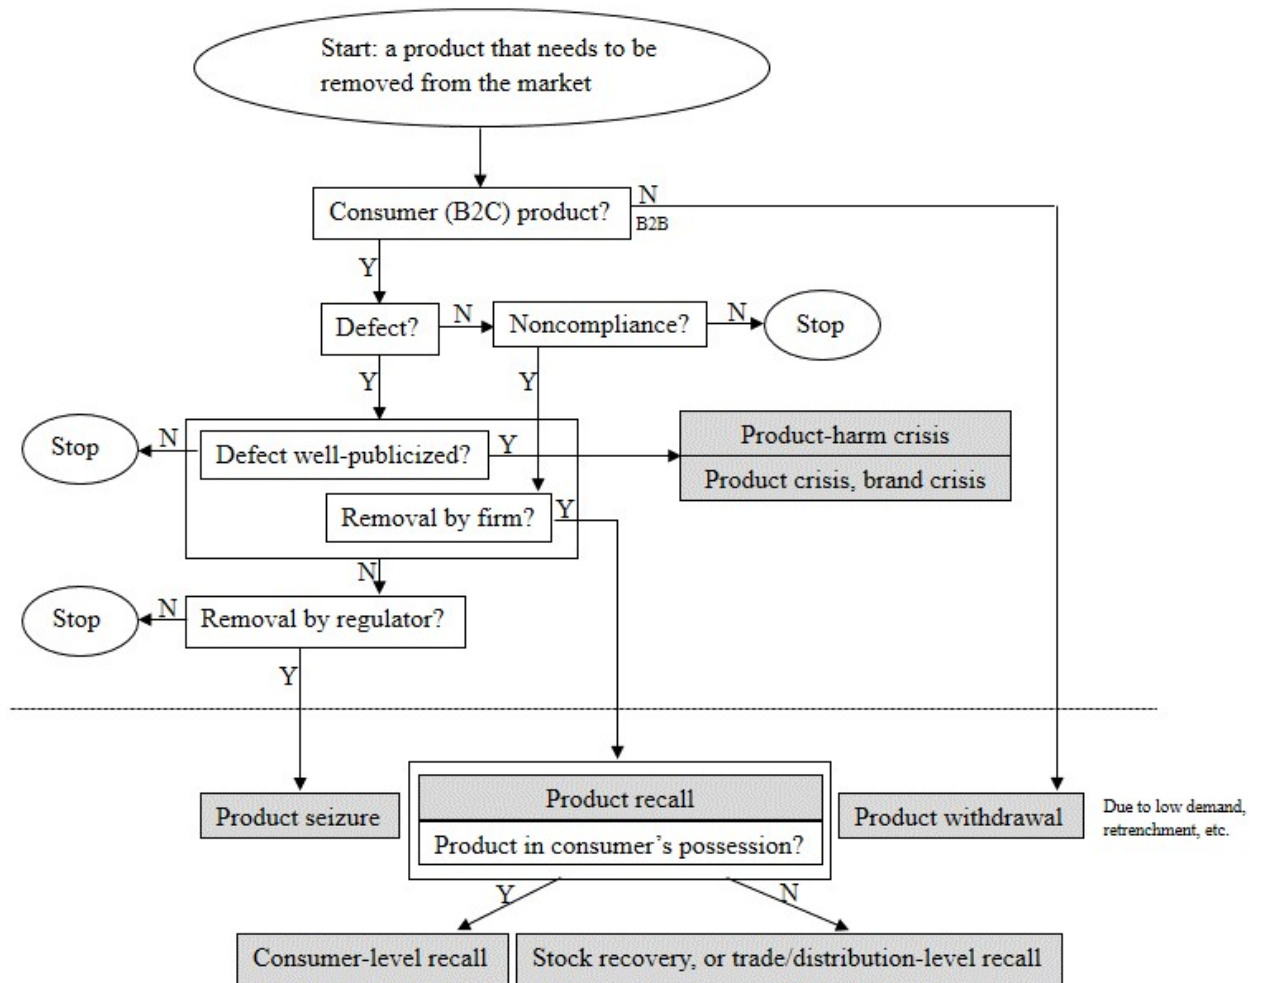 Start: a product that needs to be
removed from the market
Consumer (B2C) product?
N
B2B
Y
Defect?
N
Noncompliance?
N
Stop
Y
Y
Stop
N
Defect well-publicized?
Y
Product-harm crisis
Product crisis, brand crisis
Removal by firm?
Y
N
Stop
N
Removal by regulator?
Y
Product seizure
Product recall
Product in consumer’s possession?
Product withdrawal
Due to low demand,
retrenchment, etc.
Y
N
Consumer-level recall
Stock recovery, or trade/distribution-level recall